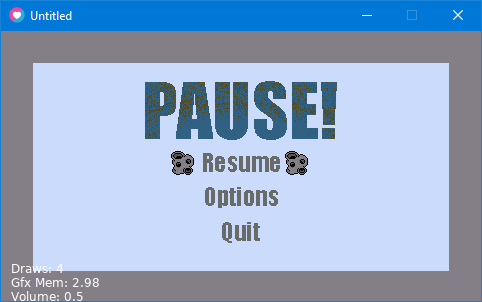 Untitled
PAUSE!
Resume
Options
Quit
Draws: 4
Gfx Mem: 2.98
Volume: 0.5